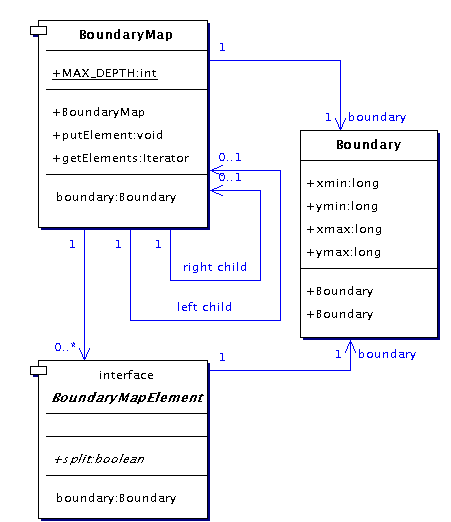 BoundaryMap
+MAX_DEPTH:int
+BoundaryMap
+putElement:void
+getElements:Iterator
boundary:Boundary
1
1 boundary
Boundary
+xmin:long
+ymin:long
+xmax:long
+ymax:long
+Boundary
+Boundary
0..1
0..1
1
1
1
right child
left child
0..*
1
1 boundary
interface
BoundaryMapElement
+split:boolean
boundary:Boundary